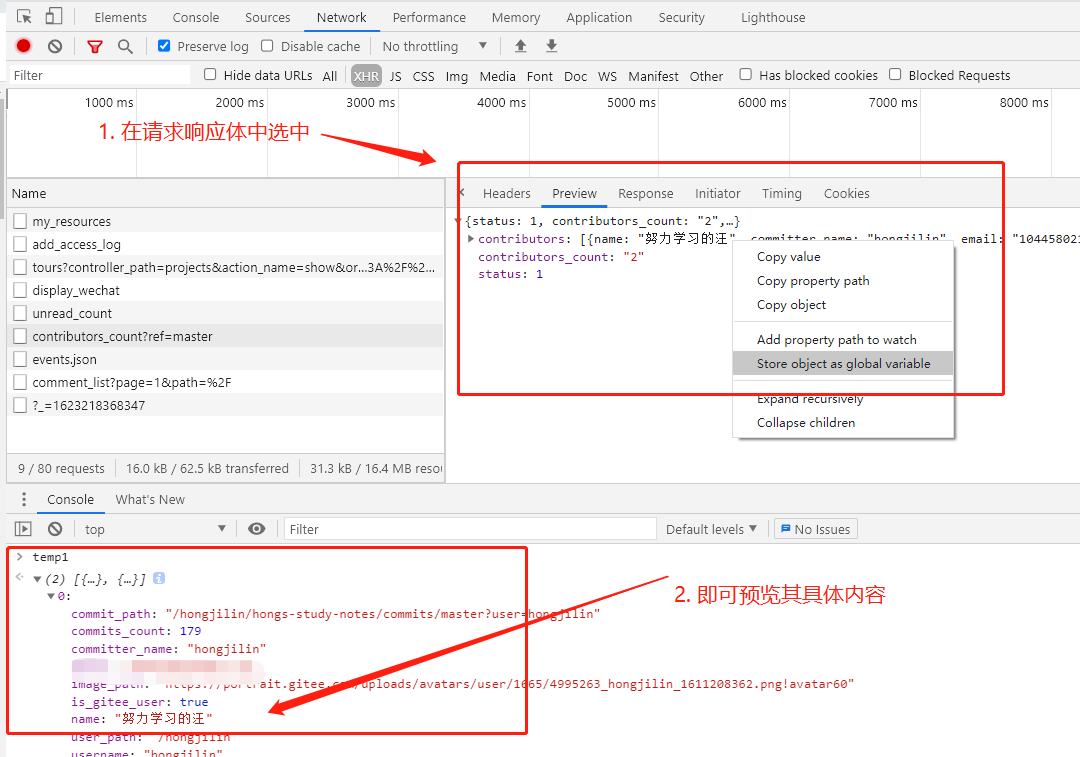 Elements Console Sources Network Performance Memory Application Security Lighthouse
Preserve log Disable cache No throttling
Filter Hide data URLs All XHR JS CSS Img Media Font Doc WS Manifest Other Has blocked cookies Blocked Requests
1000 ms 2000 ms 3000 ms 4000 ms 5000 ms 6000 ms 7000 ms 8000 ms
1. 在请求响应体中选中
Name
my_resources
add_access_log
tours?controller_path=projects&action_name=show&or...3A%2F%2...
display_wechat
unread_count
contributors_count?ref=master
events.json
comment_list?page=1&path=%2F
?_=1623218368347
9 / 80 requests 16.0 kB / 62.5 kB transferred 31.3 kB / 16.4 MB resou
Headers Preview Response Initiator Timing Cookies
{status: 1, contributors_count: "2",…}
contributors: [{name: "努力学习的汪", committer_name: "hongjilin", email: "104458021
contributors_count: "2"
status: 1
Copy value
Copy property path
Copy object
Add property path to watch
Store object as global variable
Expand recursively
Collapse children
Console What's New
top Filter Default levels No Issues
temp1
(2) [{…}, {…}]
0:
commit_path: "/hongjilin/hongs-study-notes/commits/master?user=hongjilin"
commits_count: 179
committer_name: "hongjilin"
image_path: "https://portrait.gitee.com/uploads/avatars/user/1665/4995263_hongjilin_1611208362.png!avatar60"
is_gitee_user: true
name: "努力学习的汪"
user_path: "/hongjilin"
username: "hongjilin"
2. 即可预览其具体内容